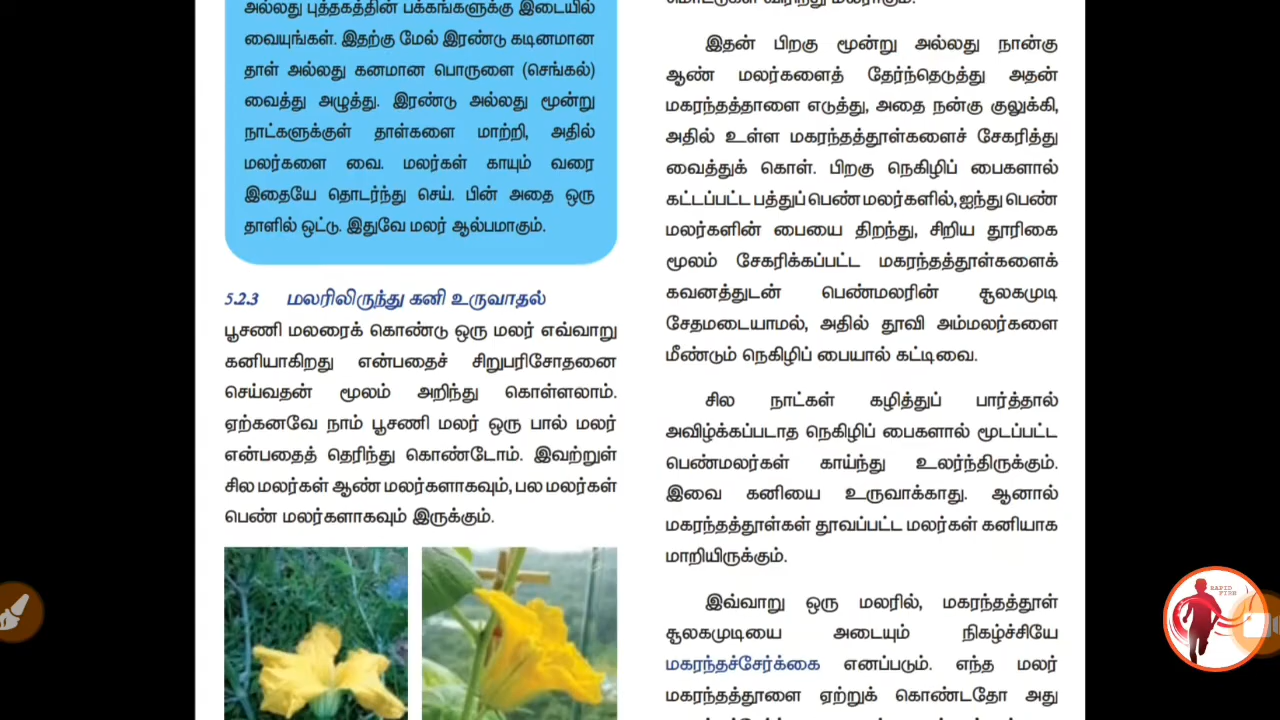 அல்லது புத்தகத்தின் பக்கங்களுக்கு இடையில்
வையுங்கள். இதற்கு மேல் இரண்டு கடினமான
தாள் அல்லது கனமான பொருளை (செங்கல்)
வைத்து அழுத்து. இரண்டு அல்லது மூன்று
நாட்களுக்குள் தாள்களை மாற்றி, அதில்
மலர்களை வை. மலர்கள் காயும் வரை
இதையே தொடர்ந்து செய். பின் அதை ஒரு
தாளில் ஒட்டு. இதுவே மலர் ஆல்பமாகும்.
5.2.3 மலரிலிருந்து கனி உருவாதல்
பூசணி மலரைக் கொண்டு ஒரு மலர் எவ்வாறு
கனியாகிறது என்பதைச் சிறுபரிசோதனை
செய்வதன் மூலம் அறிந்து கொள்ளலாம்.
ஏற்கனவே நாம் பூசணி மலர் ஒரு பால் மலர்
என்பதைத் தெரிந்து கொண்டோம். இவற்றுள்
சில மலர்கள் ஆண் மலர்களாகவும், பல மலர்கள்
பெண் மலர்களாகவும் இருக்கும்.
மொட்டுகள் விரிந்து மலராகும்.
இதன் பிறகு மூன்று அல்லது நான்கு
ஆண் மலர்களைத் தேர்ந்தெடுத்து அதன்
மகரந்தத்தாளை எடுத்து, அதை நன்கு குலுக்கி,
அதில் உள்ள மகரந்தத்தூள்களைச் சேகரித்து
வைத்துக் கொள். பிறகு நெகிழிப் பைகளால்
கட்டப்பட்ட பத்துப் பெண் மலர்களில், ஐந்து பெண்
மலர்களின் பையை திறந்து, சிறிய தூரிகை
மூலம் சேகரிக்கப்பட்ட மகரந்தத்தூள்களைக்
கவனத்துடன் பெண்மலரின் சூலகமுடி
சேதமடையாமல், அதில் தூவி அம்மலர்களை
மீண்டும் நெகிழிப் பையால் கட்டிவை.
சில நாட்கள் கழித்துப் பார்த்தால்
அவிழ்க்கப்படாத நெகிழிப் பைகளால் மூடப்பட்ட
பெண்மலர்கள் காய்ந்து உலர்ந்திருக்கும்.
இவை கனியை உருவாக்காது. ஆனால்
மகரந்தத்தூள்கள் தூவப்பட்ட மலர்கள் கனியாக
மாறியிருக்கும்.
இவ்வாறு ஒரு மலரில், மகரந்தத்தூள்
சூலகமுடியை அடையும் நிகழ்ச்சியே
மகரந்தச்சேர்க்கை எனப்படும். எந்த மலர்
மகரந்தத்தூளை ஏற்றுக் கொண்டதோ அது
RAPID
FISH